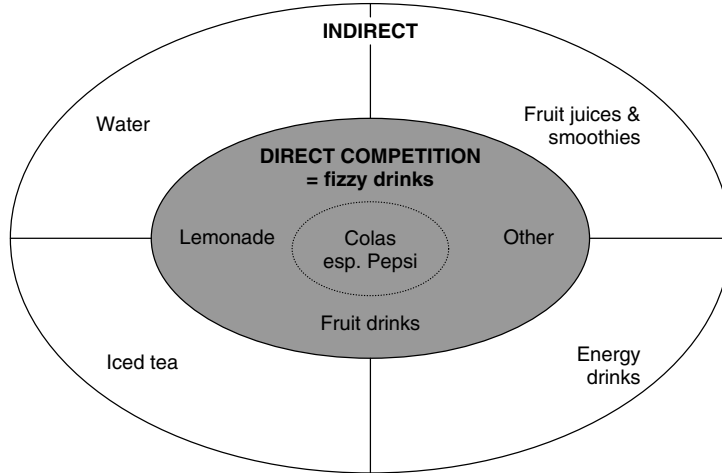 INDIRECT
Water
Fruit juices &
smoothies
DIRECT COMPETITION
= fizzy drinks
Lemonade
Colas
esp. Pepsi
Other
Fruit drinks
Iced tea
Energy
drinks